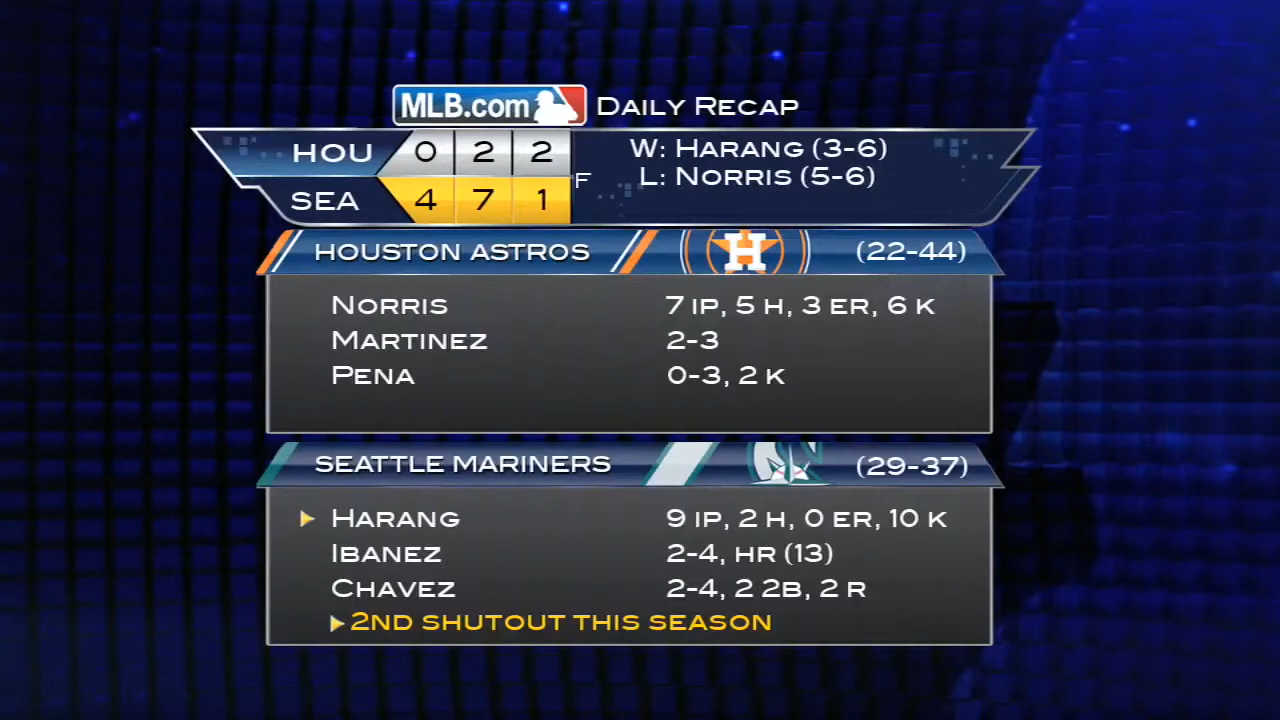 MLB.com DAILY RECAP
HOU 0 2 2 W: HARANG (3-6)
F L: NORRIS (5-6)
SEA 4 7 1
HOUSTON ASTROS H (22-44)
NORRIS 7 IP, 5 H, 3 ER, 6 K
MARTINEZ 2-3
PENA 0-3, 2 K
SEATTLE MARINERS (29-37)
HARANG 9 IP, 2 H, 0 ER, 10 K
IBANEZ 2-4, HR (13)
CHAVEZ 2-4, 2 2B, 2 R
2ND SHUTOUT THIS SEASON